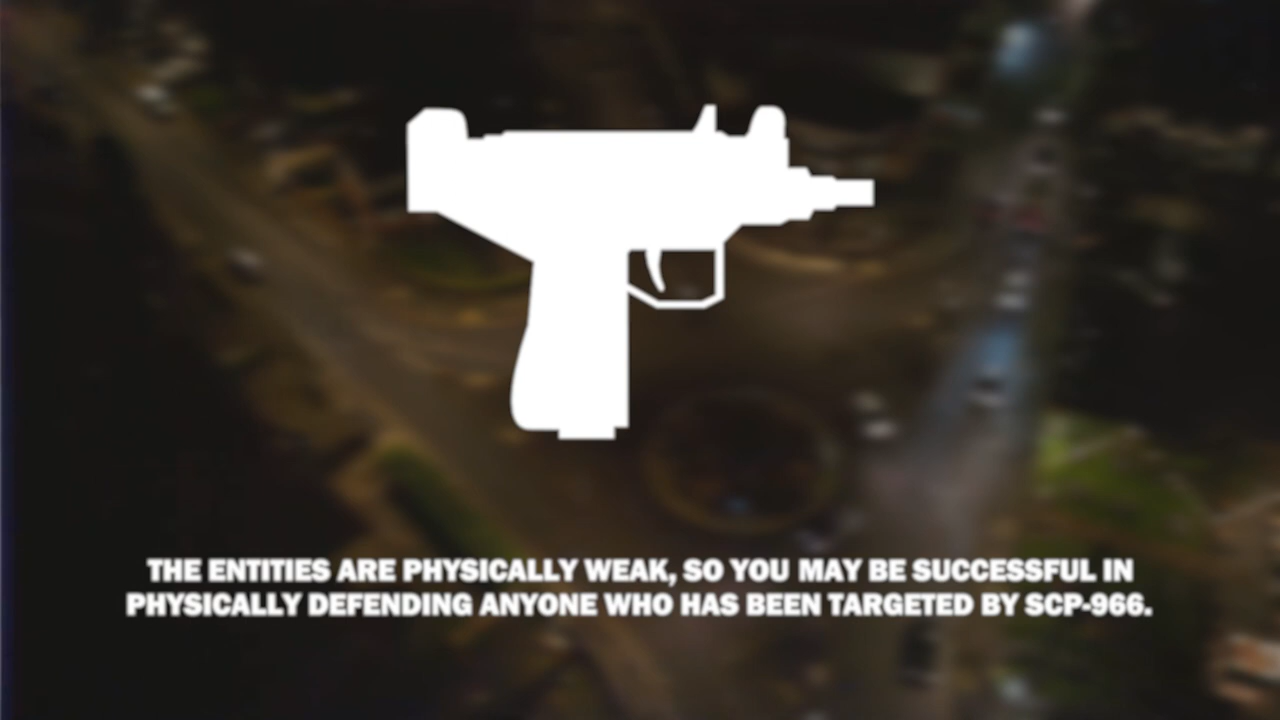 THE ENTITIES ARE PHYSICALLY WEAK, SO YOU MAY BE SUCCESSFUL IN
PHYSICALLY DEFENDING ANYONE WHO HAS BEEN TARGETED BY SCP-966.